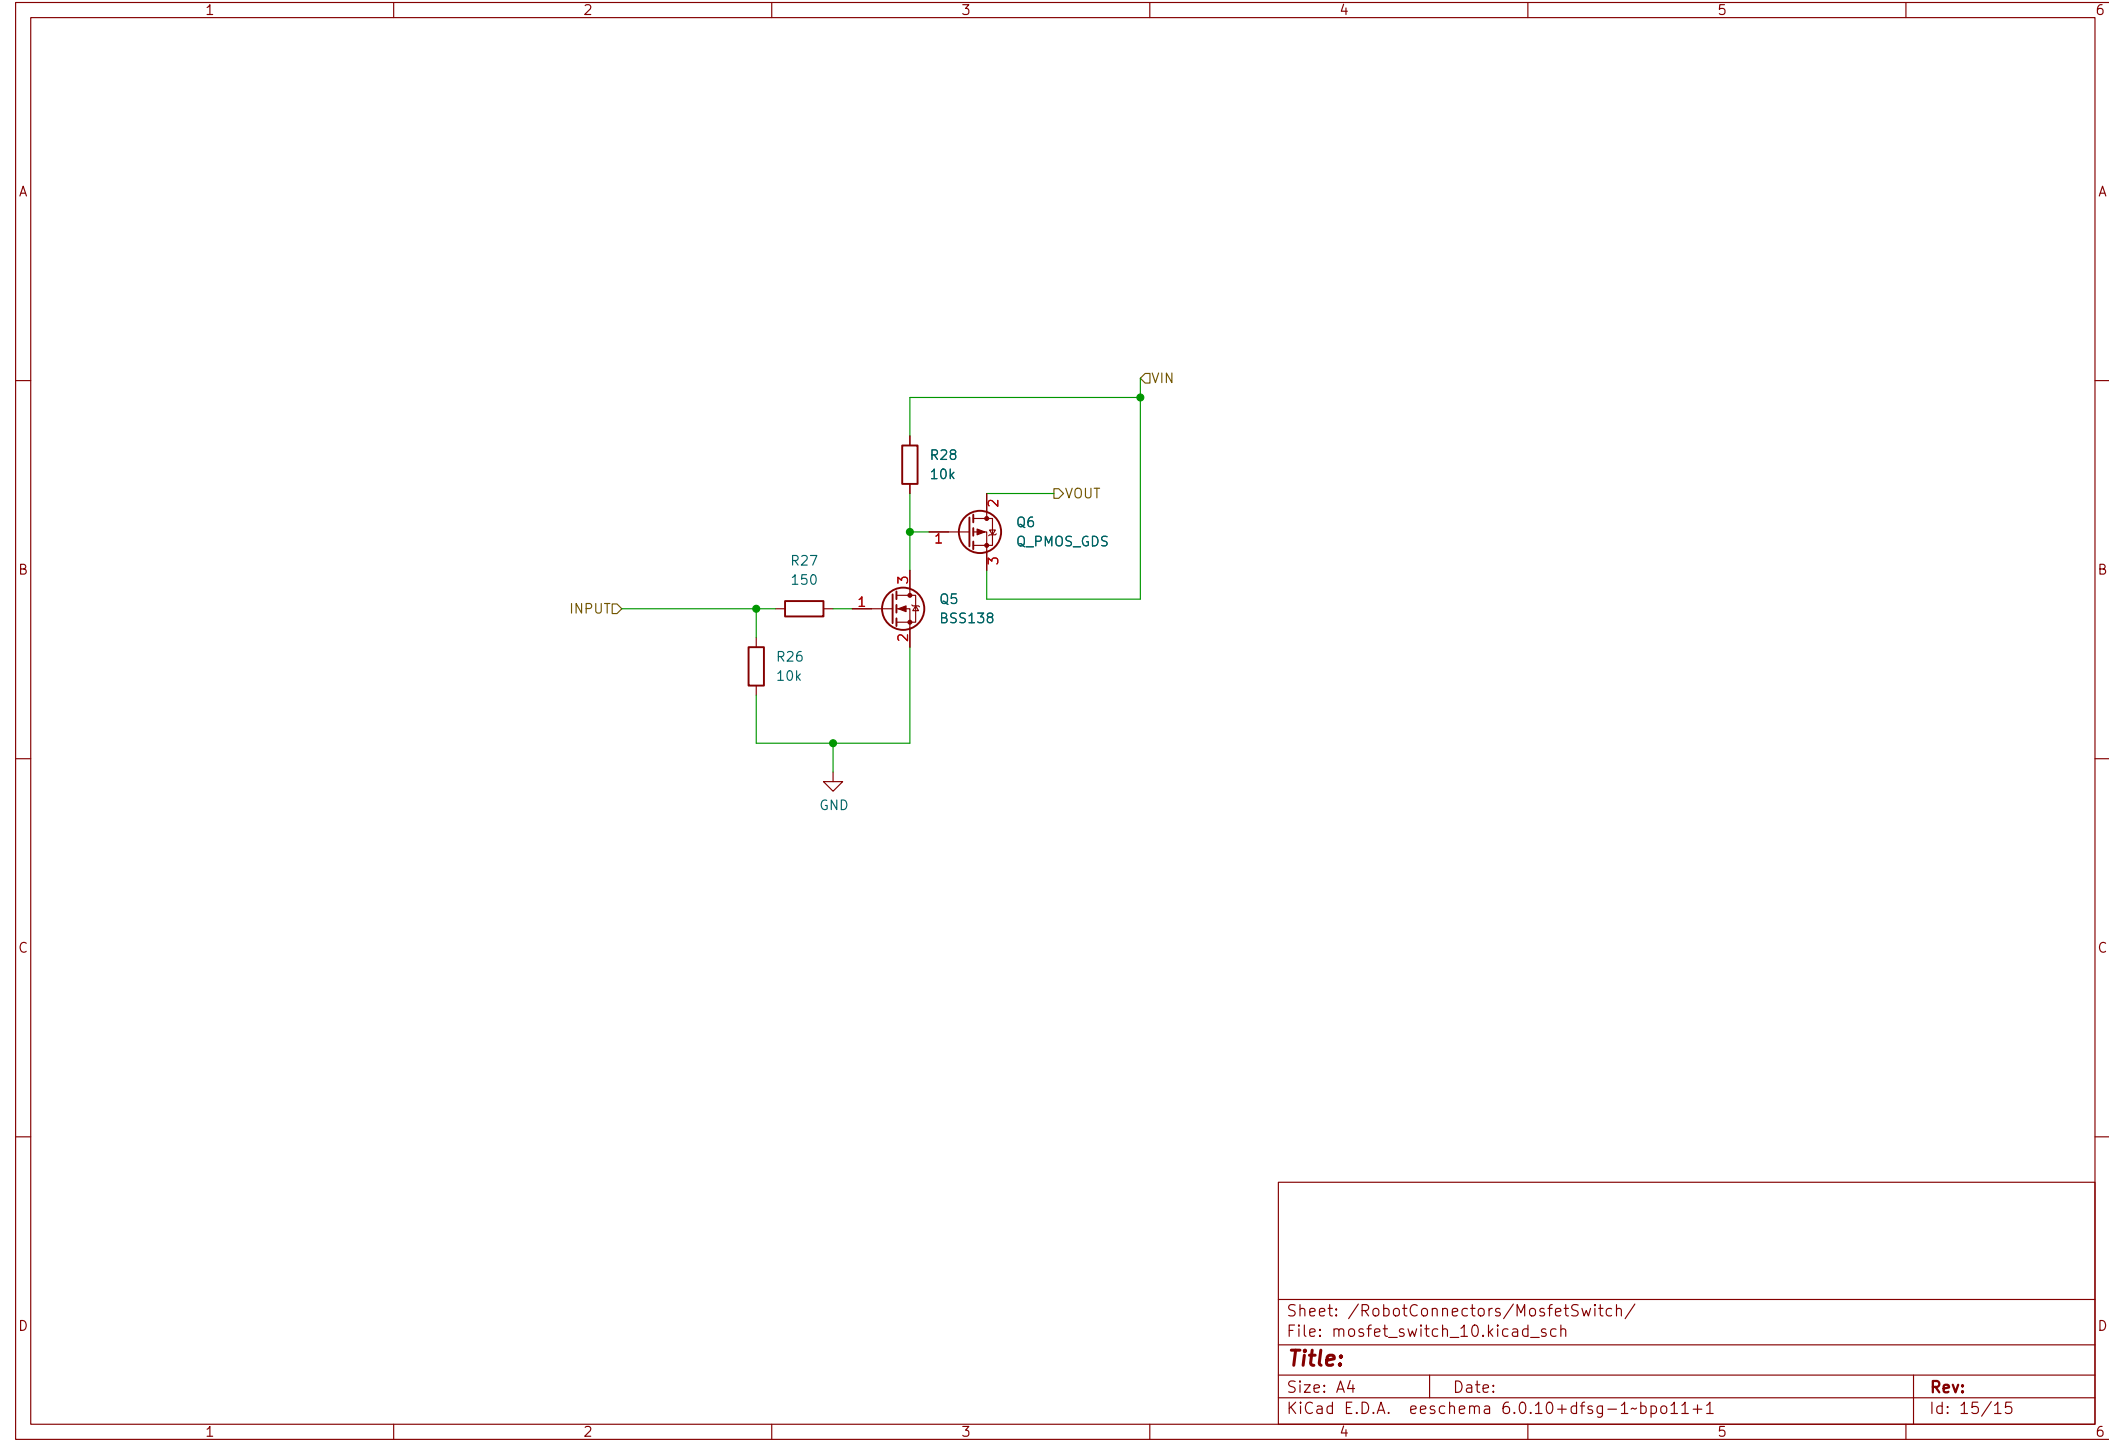 1 2 3 4 5 6
A A
VIN
R28
10k
VOUT
2
Q6
Q_PMOS_GDS
1
3
B B
R27
150
3
INPUT
1
Q5
BSS138
2
R26
10k
GND
C C
Sheet: /RobotConnectors/MosfetSwitch/
File: mosfet_switch_10.kicad_sch
D D
Title:
Size: A4 Date: Rev:
KiCad E.D.A. eeschema 6.0.10+dfsg-1~bpo11+1 Id: 15/15
1 2 3 4 5 6